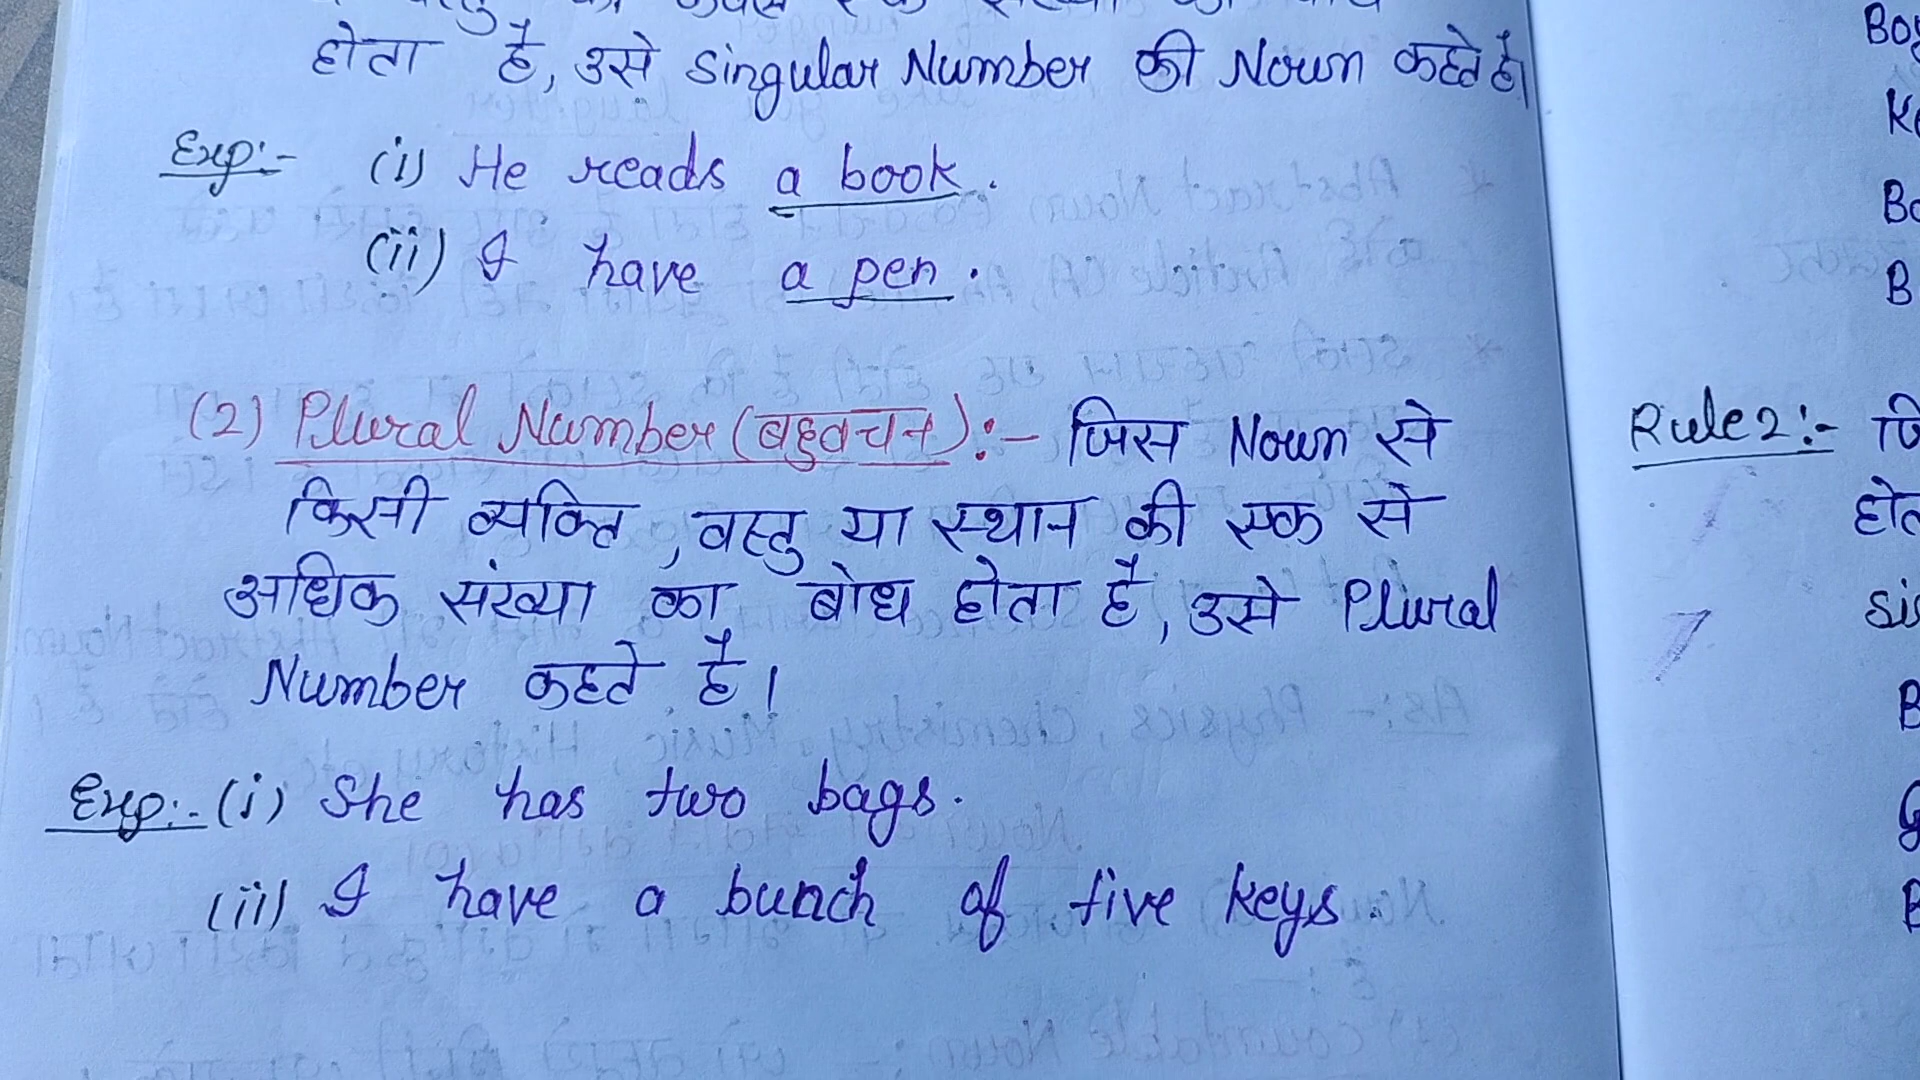 होता है, उसे Singular Number की Noun कहते है।
Exp:- (i) He reads a book.
(ii) I have a pen.
(2) Plural Number (बहुवचन):- जिस Noun से
किसी व्यक्ति, वस्तु या स्थान की एक से
अधिक संख्या का बोध होता है, उसे Plural
Number कहते है।
Exp:- (i) She has two bags.
(ii) I have a bunch of five keys.
Rule 2:-